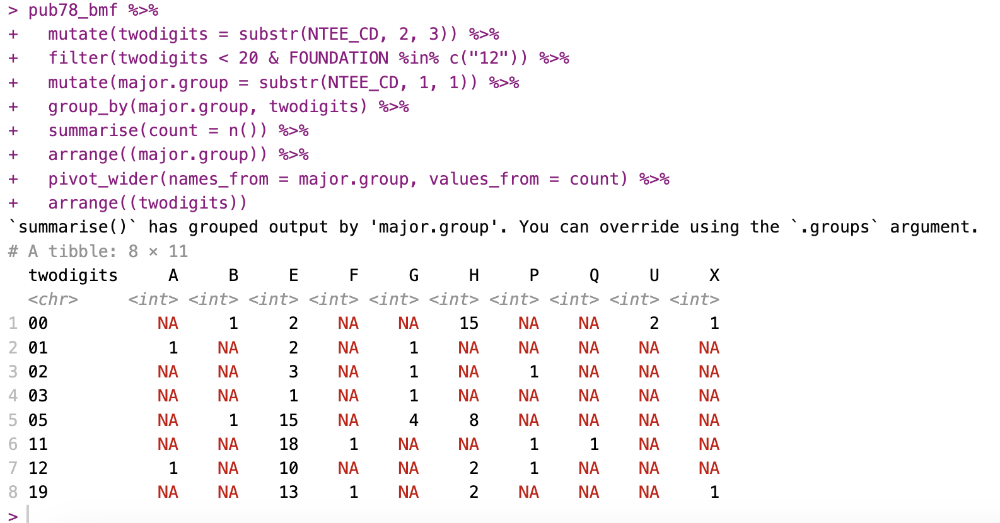 > pub78_bmf %>%
+   mutate(twodigits = substr(NTEE_CD, 2, 3)) %>%
+   filter(twodigits < 20 & FOUNDATION %in% c("12")) %>%
+   mutate(major.group = substr(NTEE_CD, 1, 1)) %>%
+   group_by(major.group, twodigits) %>%
+   summarise(count = n()) %>%
+   arrange((major.group)) %>%
+   pivot_wider(names_from = major.group, values_from = count) %>%
+   arrange((twodigits))
`summarise()` has grouped output by 'major.group'. You can override using the `.groups` argument.
# A tibble: 8 × 11
  twodigits     A     B     E     F     G     H     P     Q     U     X
  <chr>     <int> <int> <int> <int> <int> <int> <int> <int> <int> <int>
1 00           NA     1     2    NA    NA    15    NA    NA     2     1
2 01            1    NA     2    NA     1    NA    NA    NA    NA    NA
3 02           NA    NA     3    NA     1    NA     1    NA    NA    NA
4 03           NA    NA     1    NA     1    NA    NA    NA    NA    NA
5 05           NA     1    15    NA     4     8    NA    NA    NA    NA
6 11           NA    NA    18     1    NA    NA     1     1    NA    NA
7 12            1    NA    10    NA    NA     2     1    NA    NA    NA
8 19           NA    NA    13     1    NA     2    NA    NA    NA     1
>